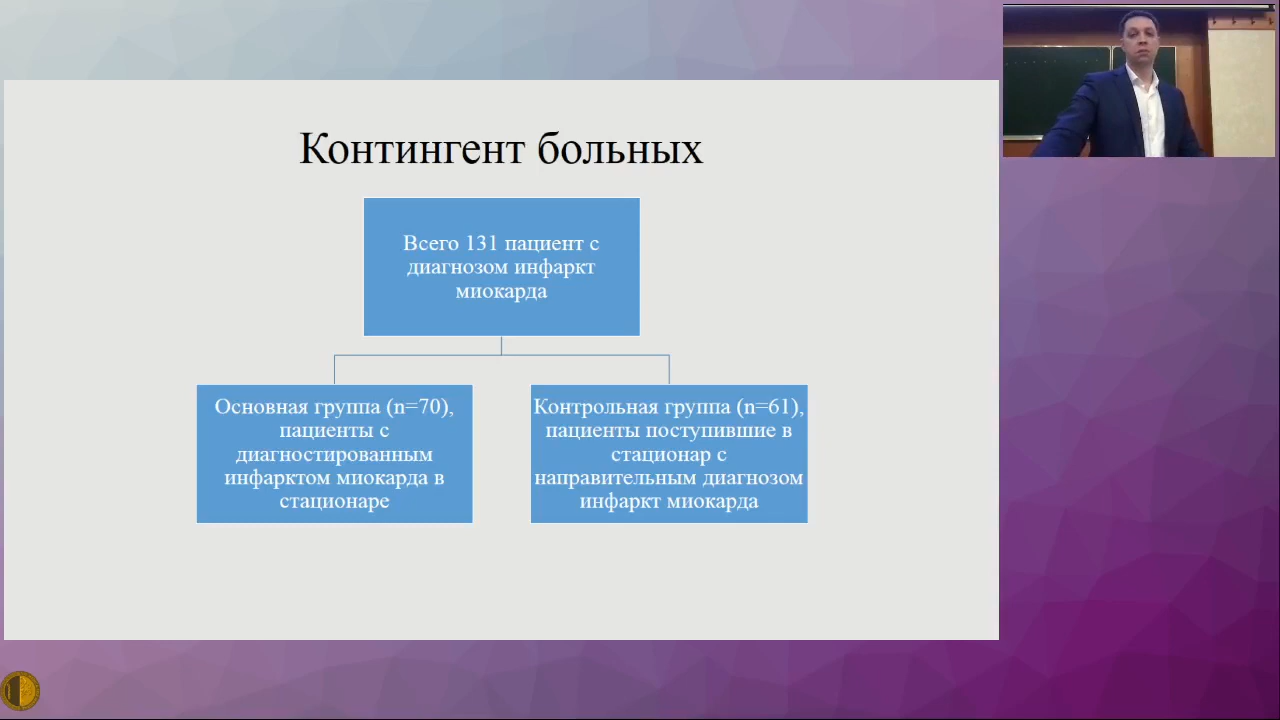 Контингент больных
Всего 131 пациент с
диагнозом инфаркт
миокарда
Основная группа (n=70),
пациенты с
диагностированным
инфарктом миокарда в
стационаре
Контрольная группа (n=61),
пациенты поступившие в
стационар с
направительным диагнозом
инфаркт миокарда